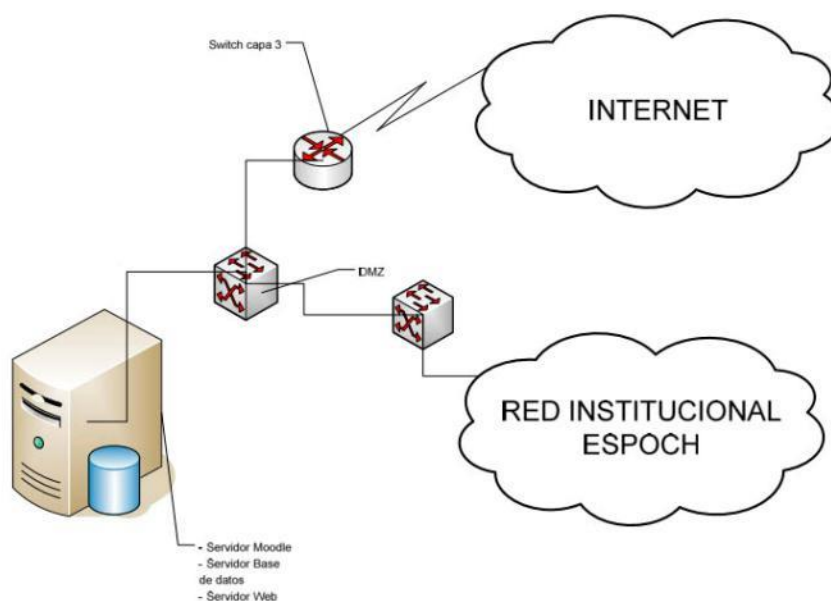 Switch capa 3
INTERNET
DMZ
RED INSTITUCIONAL
ESPOCH
- Servidor Moodle
- Servidor Base
de datos
- Servidor Web